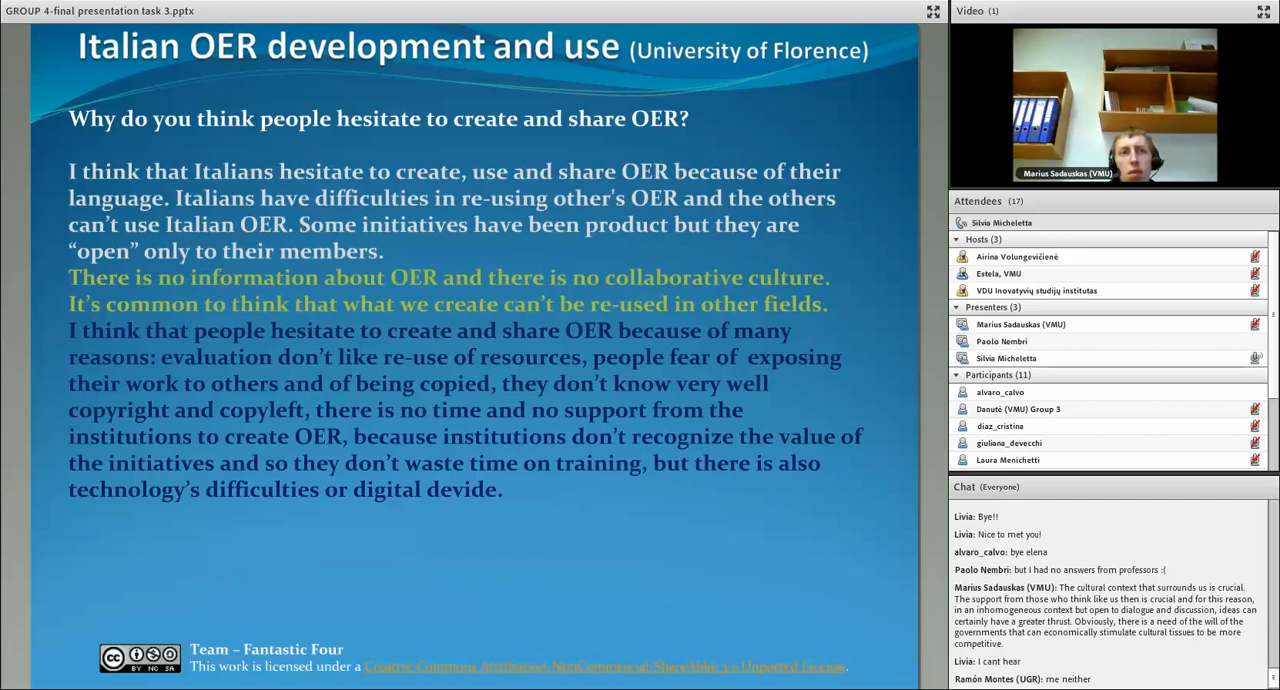 GROUP 4-final presentation task 3.pptx
Italian OER development and use (University of Florence)
Why do you think people hesitate to create and share OER?
I think that Italians hesitate to create, use and share OER because of their
language. Italians have difficulties in re-using other's OER and the others
can't use Italian OER. Some initiatives have been product but they are
“open” only to their members.
There is no information about OER and there is no collaborative culture.
It's common to think that what we create can't be re-used in other fields.
I think that people hesitate to create and share OER because of many
reasons: evaluation don't like re-use of resources, people fear of exposing
their work to others and of being copied, they don't know very well
copyright and copyleft, there is no time and no support from the
institutions to create OER, because institutions don't recognize the value of
the initiatives and so they don't waste time on training, but there is also
technology's difficulties or digital devide.
cc
BY NC SA
Team – Fantastic Four
This work is licensed under a Creative Commons Attribution-NonCommercial-ShareAlike 3.0 Unported License.
Video (1)
Marius Sadauskas (VMU)
Attendees (17)
Silvia Micheletta
Hosts (3)
Airina Volungevičienė
Estela, VMU
VDU Inovatyvių studijų institutas
Presenters (3)
Marius Sadauskas (VMU)
Paolo Nembri
Silvia Micheletta
Participants (11)
alvaro_calvo
Danutė (VMU) Group 3
diaz_cristina
giuliana_devecchi
Laura Menichetti
Chat (Everyone)
Livia: Bye!!
Livia: Nice to met you!
alvaro_calvo: bye elena
Paolo Nembri: but I had no answers from professors :(
Marius Sadauskas (VMU): The cultural context that surrounds us is crucial.
The support from those who think like us then is crucial and for this reason,
in an inhomogeneous context but open to dialogue and discussion, ideas can
certainly have a greater thrust. Obviously, there is a need of the will of the
governments that can economically stimulate cultural tissues to be more
competitive.
Livia: I cant hear
Ramón Montes (UGR): me neither